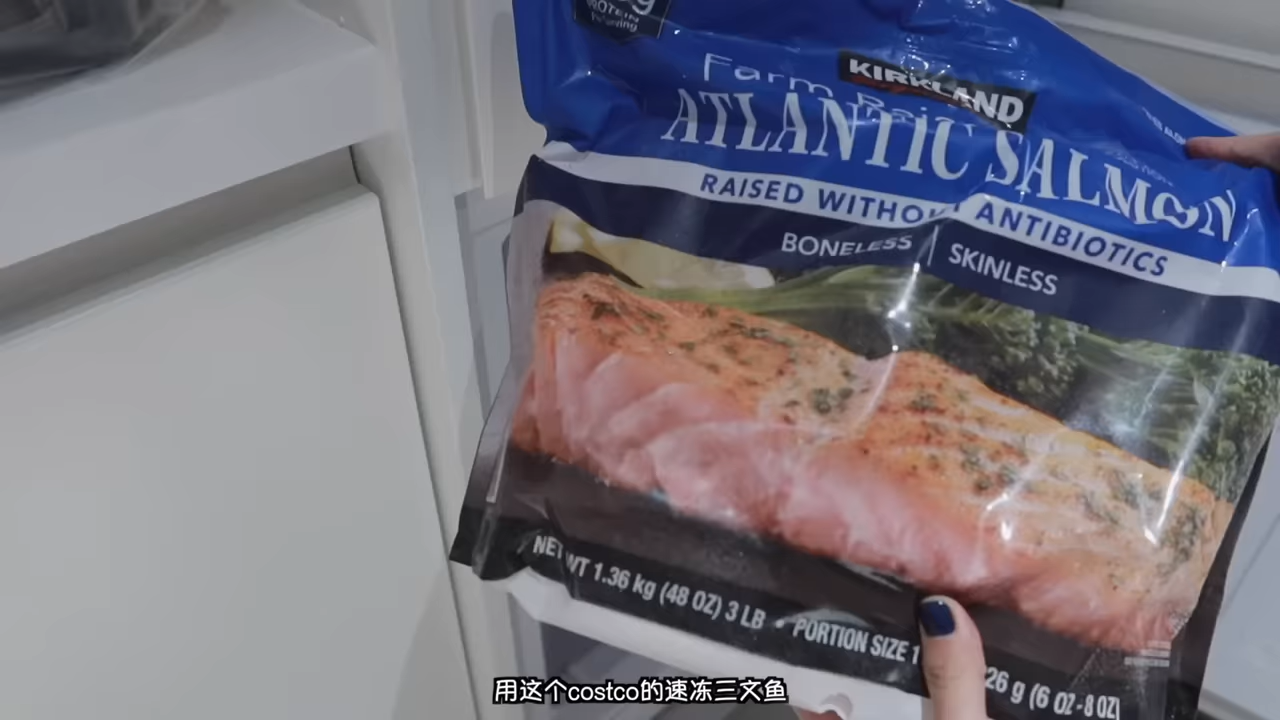 PROTEIN
KIRKLAND
Farm Raised
ATLANTIC SALMON
RAISED WITHOUT ANTIBIOTICS
BONELESS | SKINLESS
NET WT 1.36 kg (48 OZ) 3 LB • PORTION SIZE 1 26 g (6 OZ-8 OZ)
用这个costco的速冻三文鱼